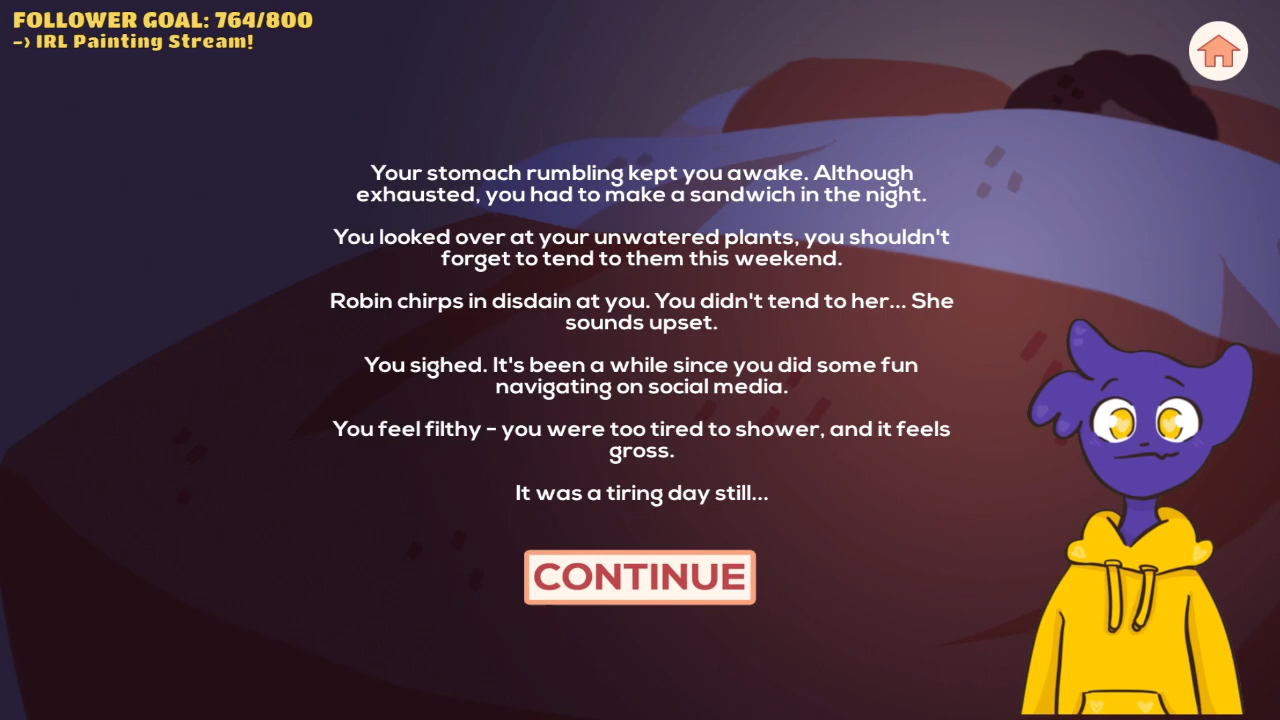 FOLLOWER GOAL: 764/800
-> IRL Painting Stream!
Your stomach rumbling kept you awake. Although
exhausted, you had to make a sandwich in the night.
You looked over at your unwatered plants, you shouldn't
forget to tend to them this weekend.
Robin chirps in disdain at you. You didn't tend to her... She
sounds upset.
You sighed. It's been a while since you did some fun
navigating on social media.
You feel filthy - you were too tired to shower, and it feels
gross.
It was a tiring day still...
CONTINUE